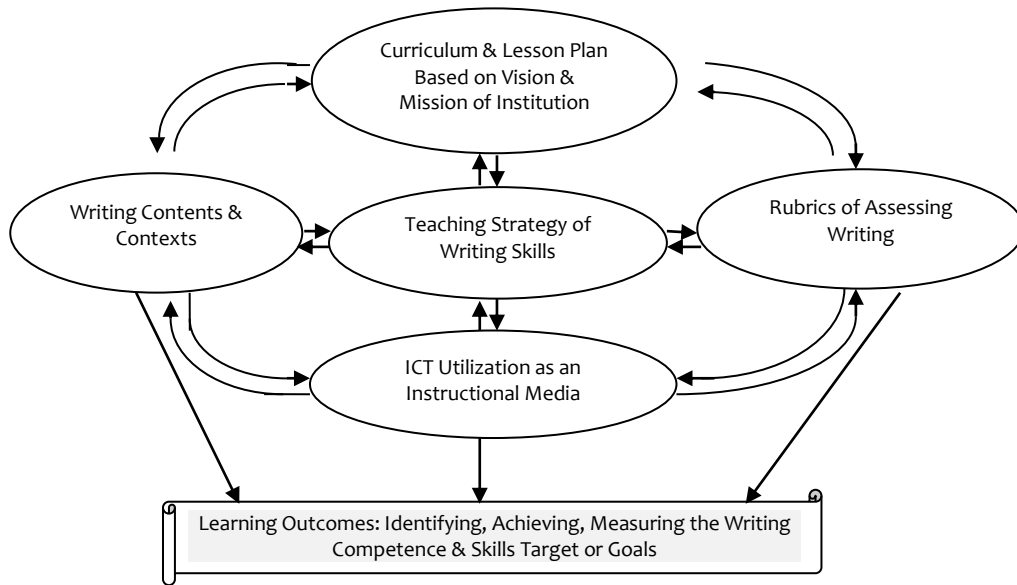 Curriculum & Lesson Plan
Based on Vision &
Mission of Institution
Writing Contents &
Contexts
Teaching Strategy of
Writing Skills
Rubrics of Assessing
Writing
ICT Utilization as an
Instructional Media
Learning Outcomes: Identifying, Achieving, Measuring the Writing
Competence & Skills Target or Goals